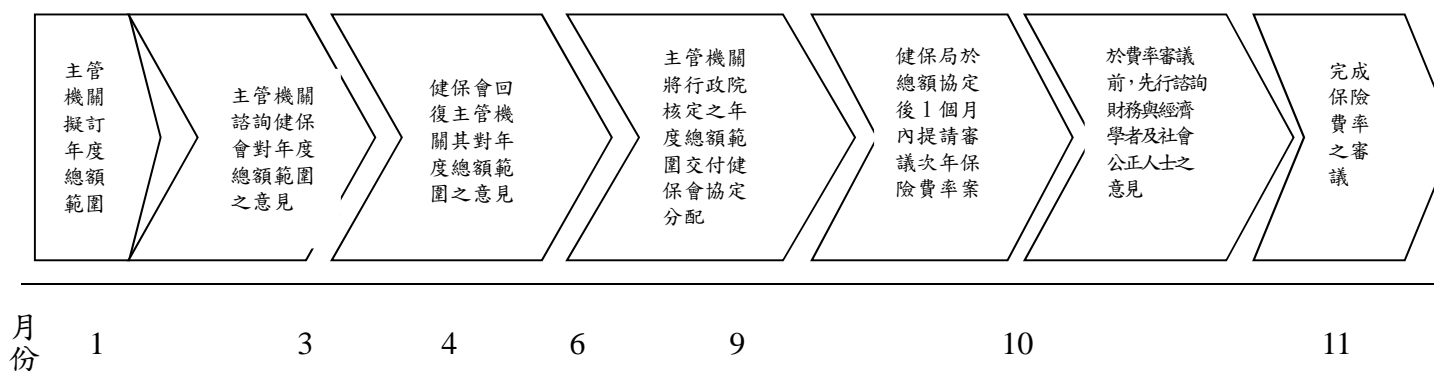 主管
機關
擬訂
年度
總額
範圍
主管機關
諮詢健保
會對年度
總額範圍
之意見
健保會回
復主管機
關其對年
度總額範
圍之意見
主管機關
將行政院
核定之年
度總額範
圍交付健
保會協定
分配
健保局於
總額協定
後1個月
內提請審
議次年保
險費率案
於費率審議
前，先行諮詢
財務與經濟
學者及社會
公正人士之
意見
完成
保險
費率
之審
議
月份 1 3 4 6 9 10 11